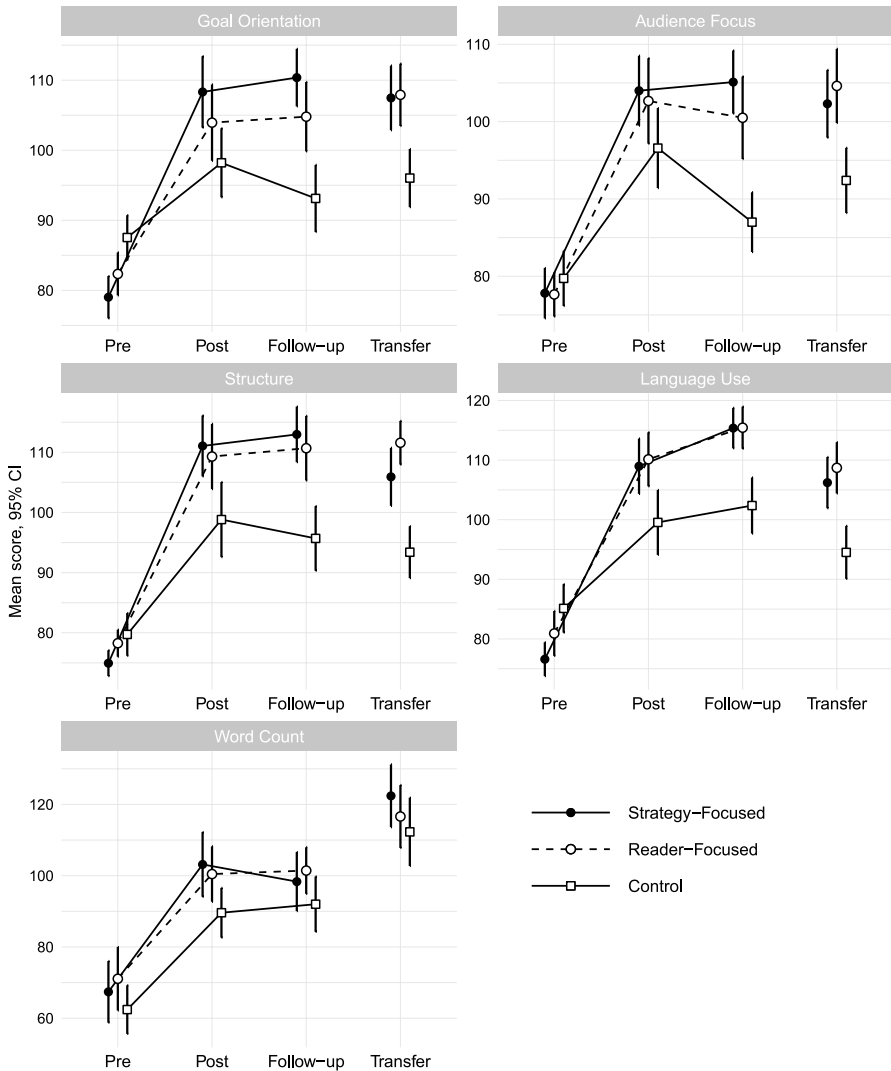 Goal Orientation
110
100
90
80
Pre Post Follow−up Transfer
Audience Focus
110
100
90
80
Pre Post Follow−up Transfer
Structure
110
100
90
80
Pre Post Follow−up Transfer
Language Use
120
110
100
90
80
Pre Post Follow−up Transfer
Mean score, 95% CI
Word Count
120
100
80
60
Pre Post Follow−up Transfer
Strategy−Focused
Reader−Focused
Control